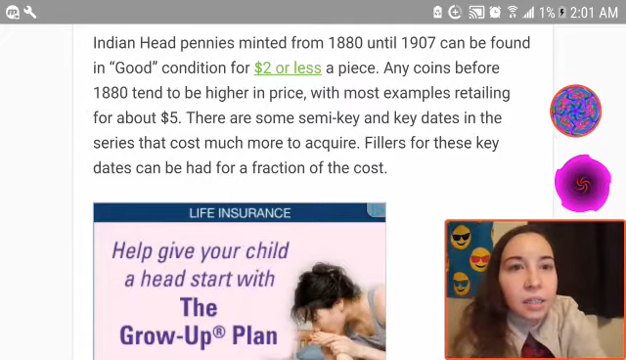 1% 2:01 AM
Indian Head pennies minted from 1880 until 1907 can be found
in “Good” condition for $2 or less a piece. Any coins before
1880 tend to be higher in price, with most examples retailing
for about $5. There are some semi-key and key dates in the
series that cost much more to acquire. Fillers for these key
dates can be had for a fraction of the cost.
LIFE INSURANCE
Help give your child
a head start with
The
Grow-Up® Plan